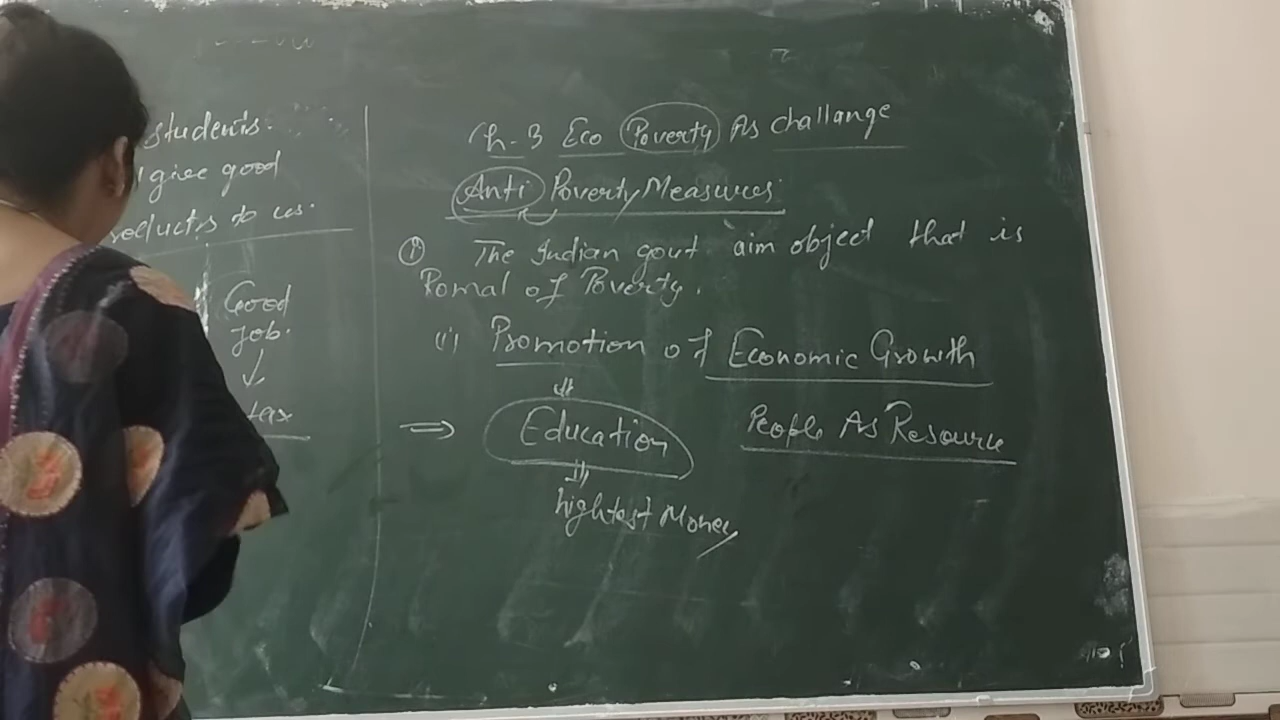 students.
give good
to us.
Good
job.
tax
Ch-3 Eco Poverty As challange
Anti Poverty Measures
① The Indian govt aim object that is
Romal of Poverty.
(i) Promotion of Economic Growth
⇒ Education People As Resource
hightest Money